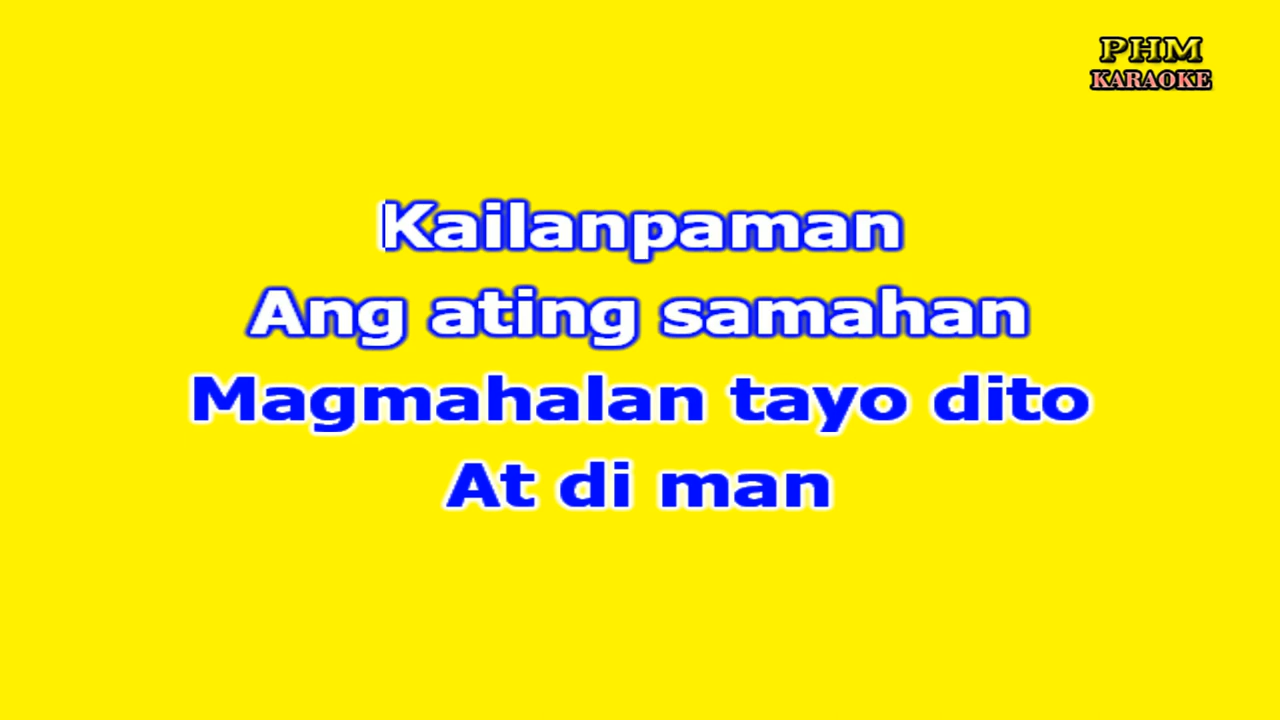 PHM
KARAOKE
Kailanpaman
Ang ating samahan
Magmahalan tayo dito
At di man